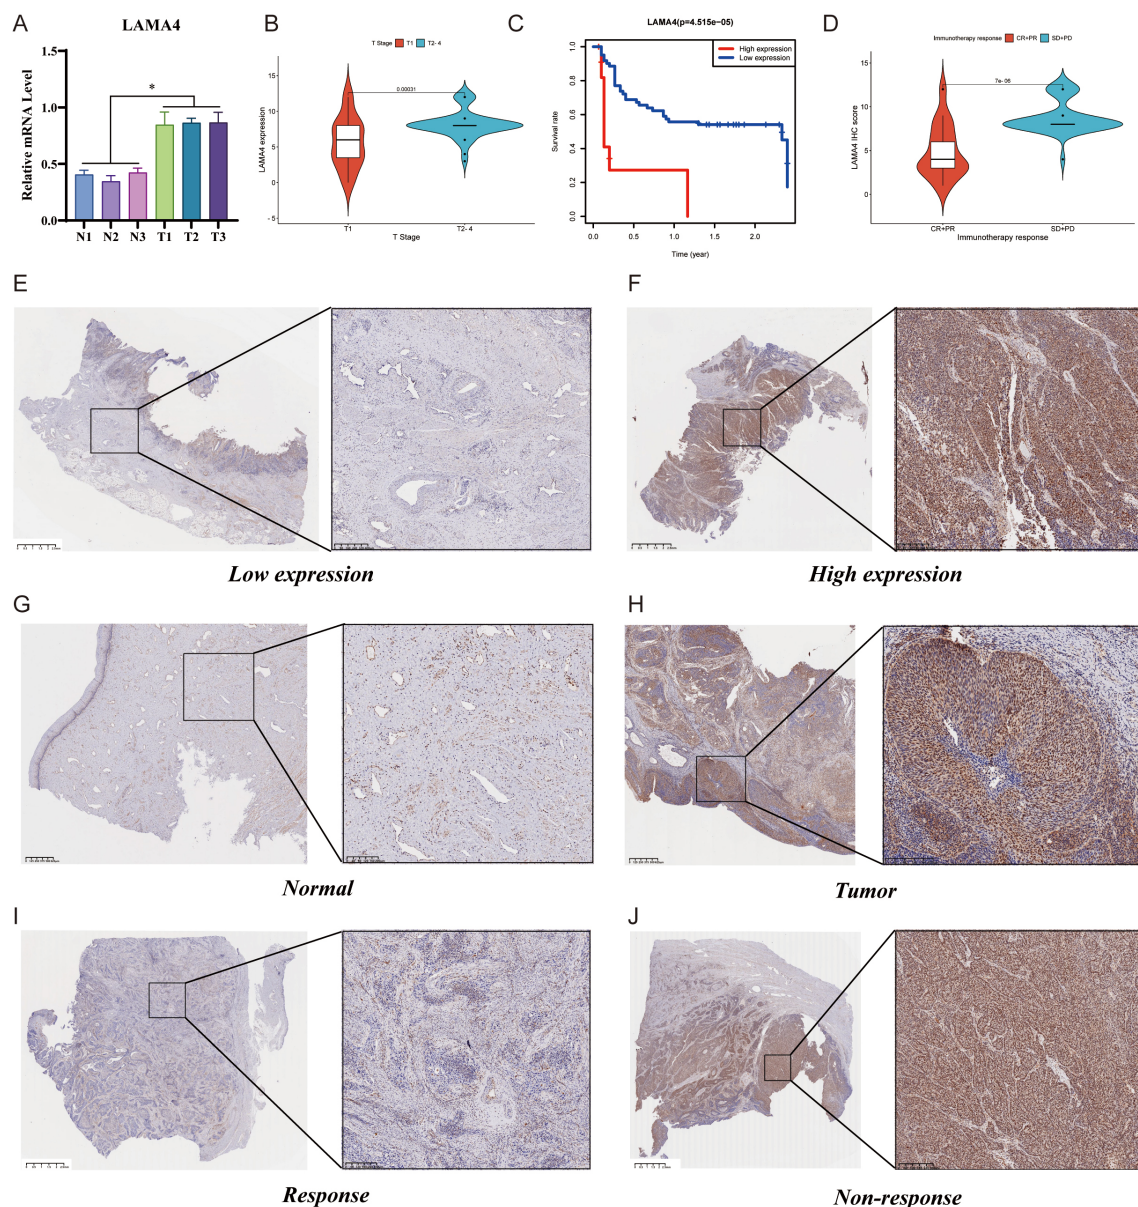 A
LAMA4
Relative mRNA Level
1.5
1.0
0.5
0.0
*
N1 N2 N3 T1 T2 T3
B
T Stage T1 T2-4
LAMA4 expression
15
10
5
0
-5
0.00031
T1 T2-4
T Stage
C
LAMA4(p=4.515e-05)
High expression
Low expression
Survival rate
1.0
0.8
0.6
0.4
0.2
0.0
0.0 0.5 1.0 1.5 2.0
Time (year)
D
Immunotherapy response CR+PR SD+PD
LAMA4 IHC score
15
10
5
0
7e-06
CR+PR SD+PD
Immunotherapy response
E
Low expression
F
High expression
G
Normal
H
Tumor
I
Response
J
Non-response